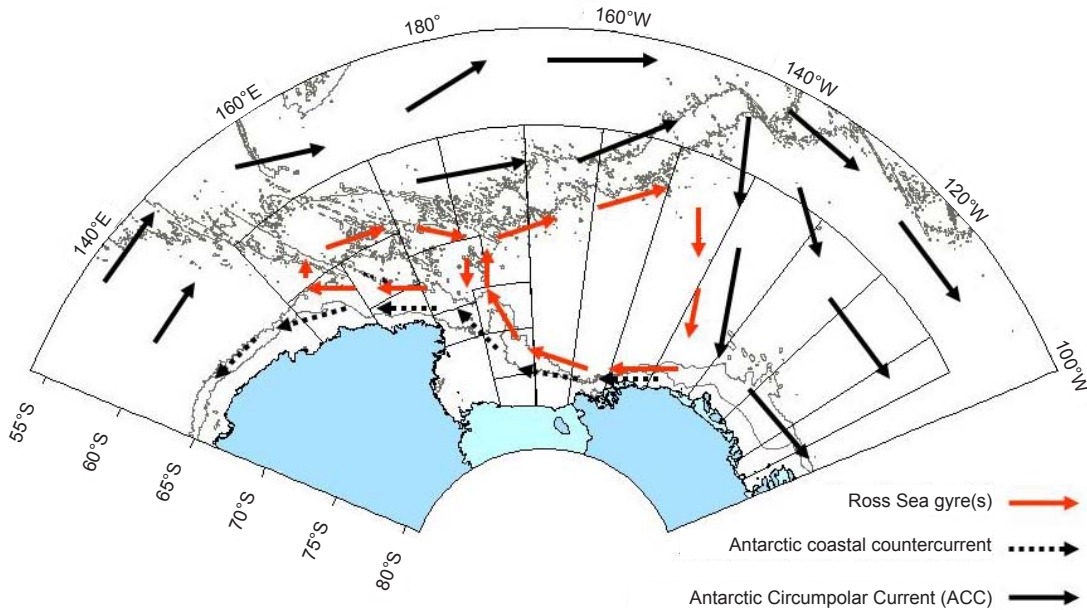 140°E
160°E
180°
160°W
140°W
120°W
100°W
55°S
60°S
65°S
70°S
75°S
80°S
Ross Sea gyre(s)
Antarctic coastal countercurrent
Antarctic Circumpolar Current (ACC)